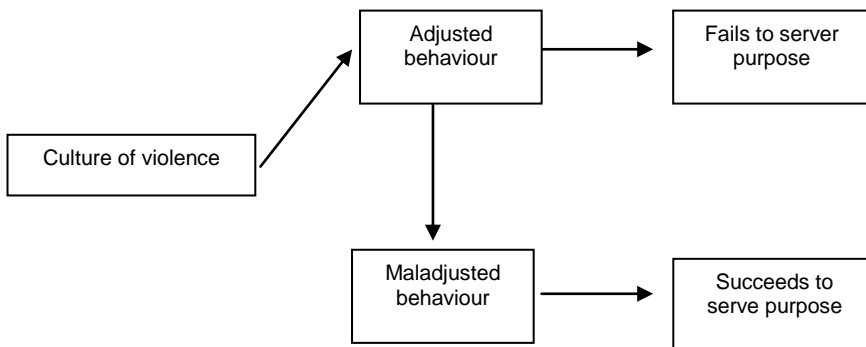 Adjusted
behaviour
Fails to server
purpose
Culture of violence
Maladjusted
behaviour
Succeeds to
serve purpose